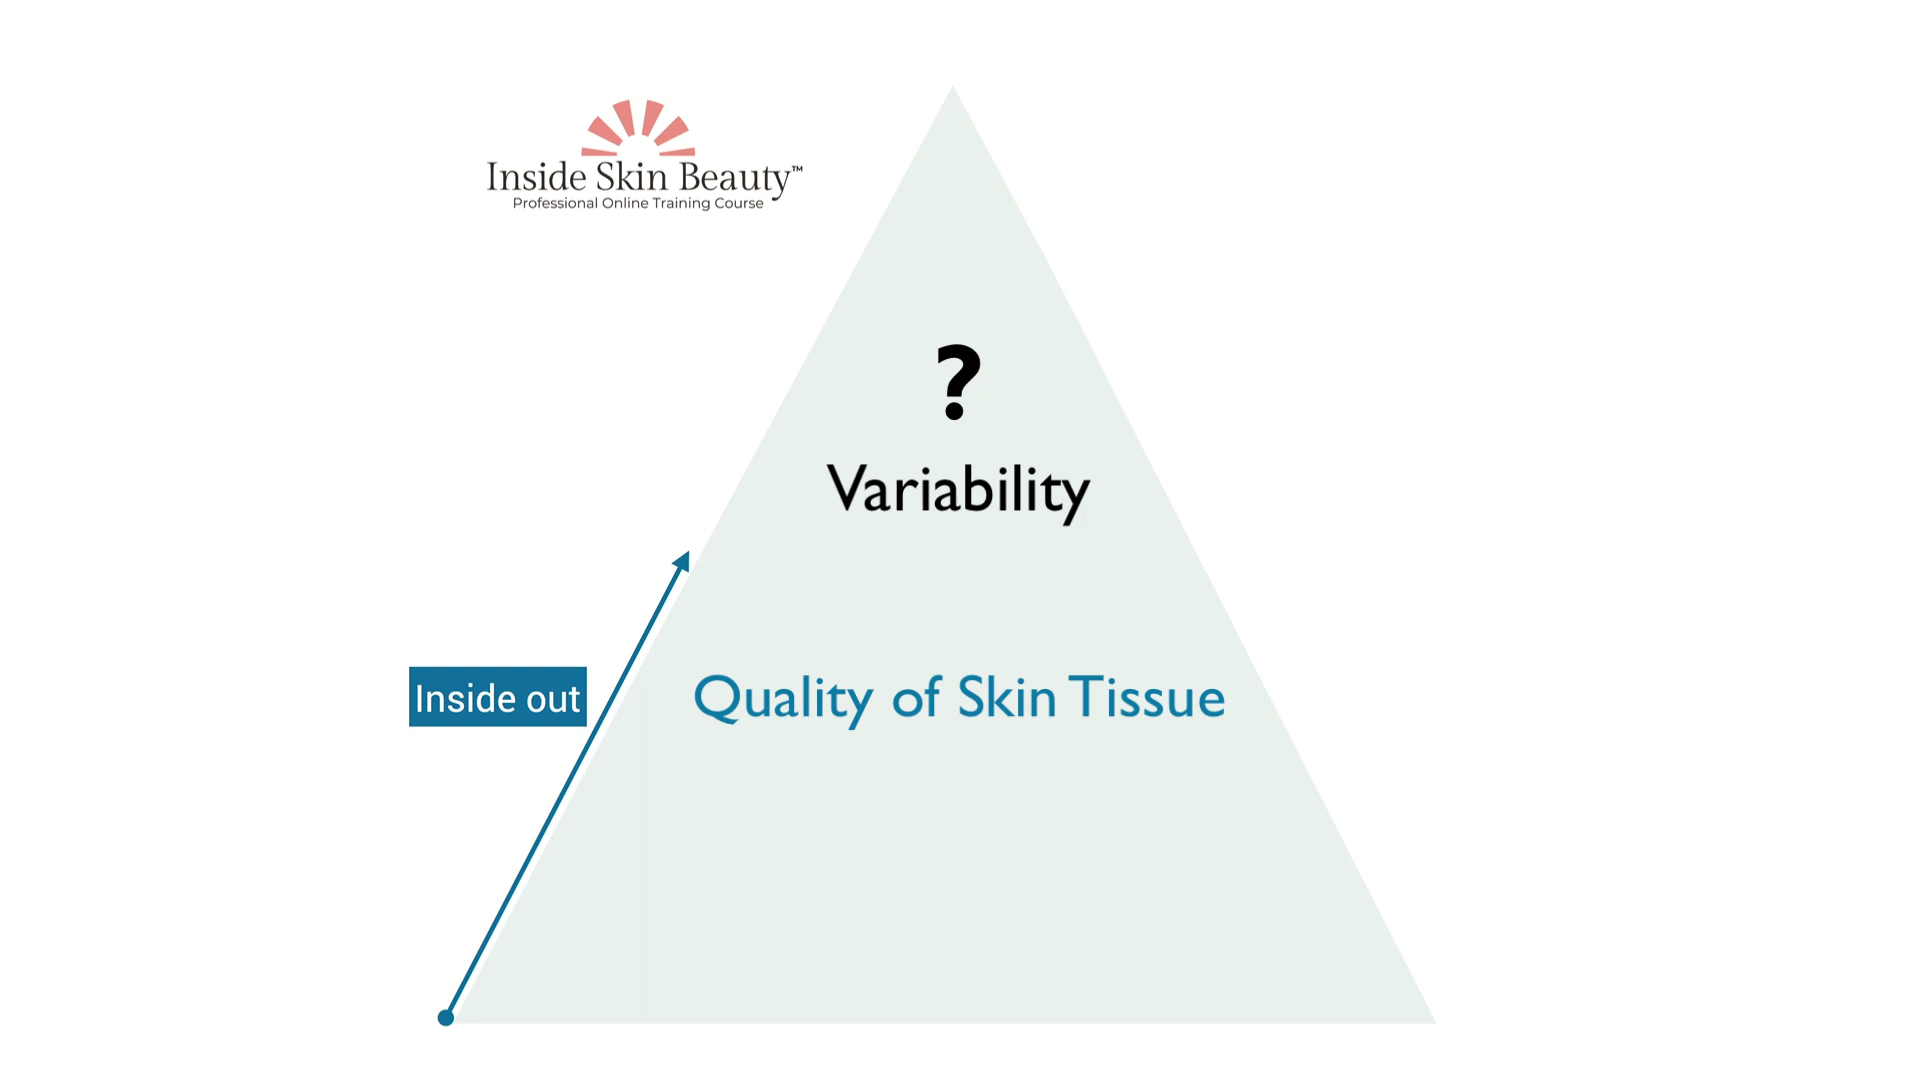 Inside Skin Beauty™
Professional Online Training Course
?
Variability
Inside out
Quality of Skin Tissue